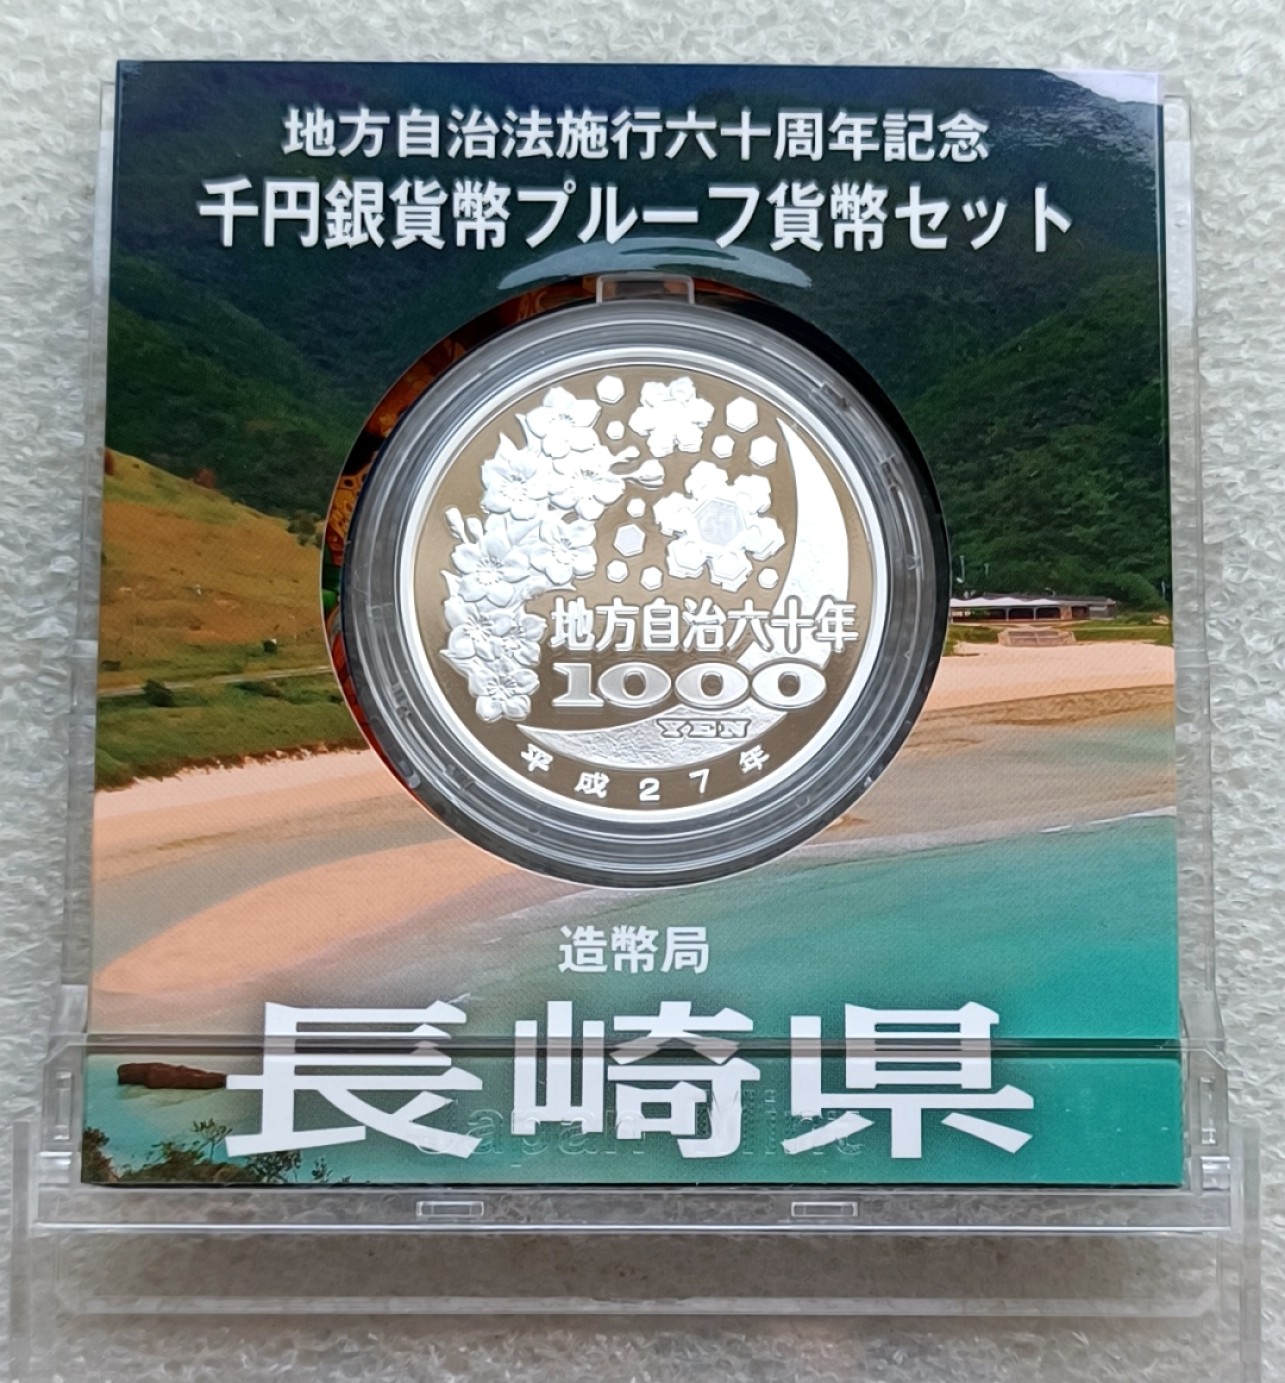 地方自治法施行六十周年記念
千円銀貨幣プルーフ貨幣セット
地方自治六十年
1000
YEN
平成27年
造幣局
長崎県
Japan Mint